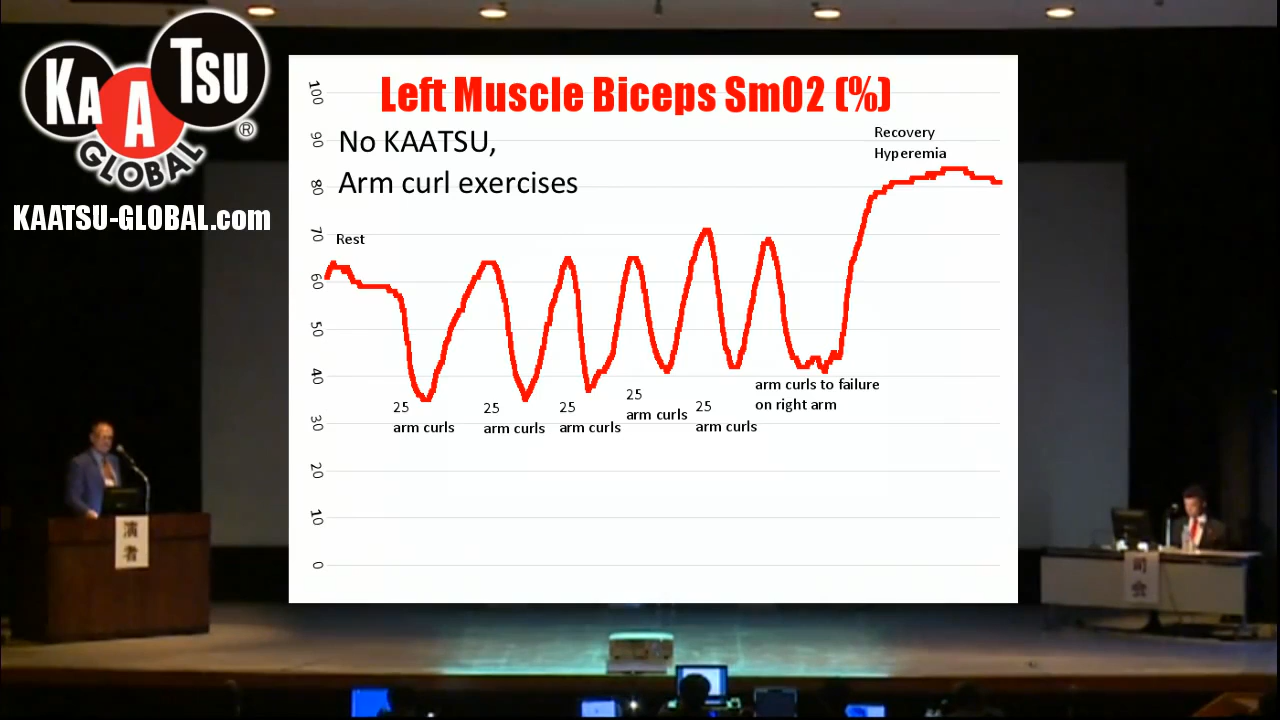 KAATSU
®
GLOBAL
KAATSU-GLOBAL.com
Left Muscle Biceps SmO2 (%)
No KAATSU,
Arm curl exercises
100
90
80
70
60
50
40
30
20
10
0
Rest
Recovery
Hyperemia
25
arm curls
25
arm curls
25
arm curls
25
arm curls
25
arm curls
arm curls to failure
on right arm
演者
司会